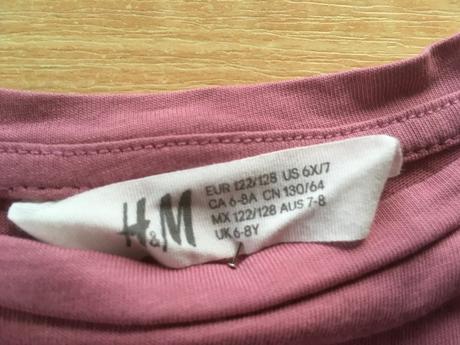 H&M
EUR 122/128 US 6X/7
CA 6-8A CN 130/64
MX 122/128 AUS 7-8
UK 6-8Y